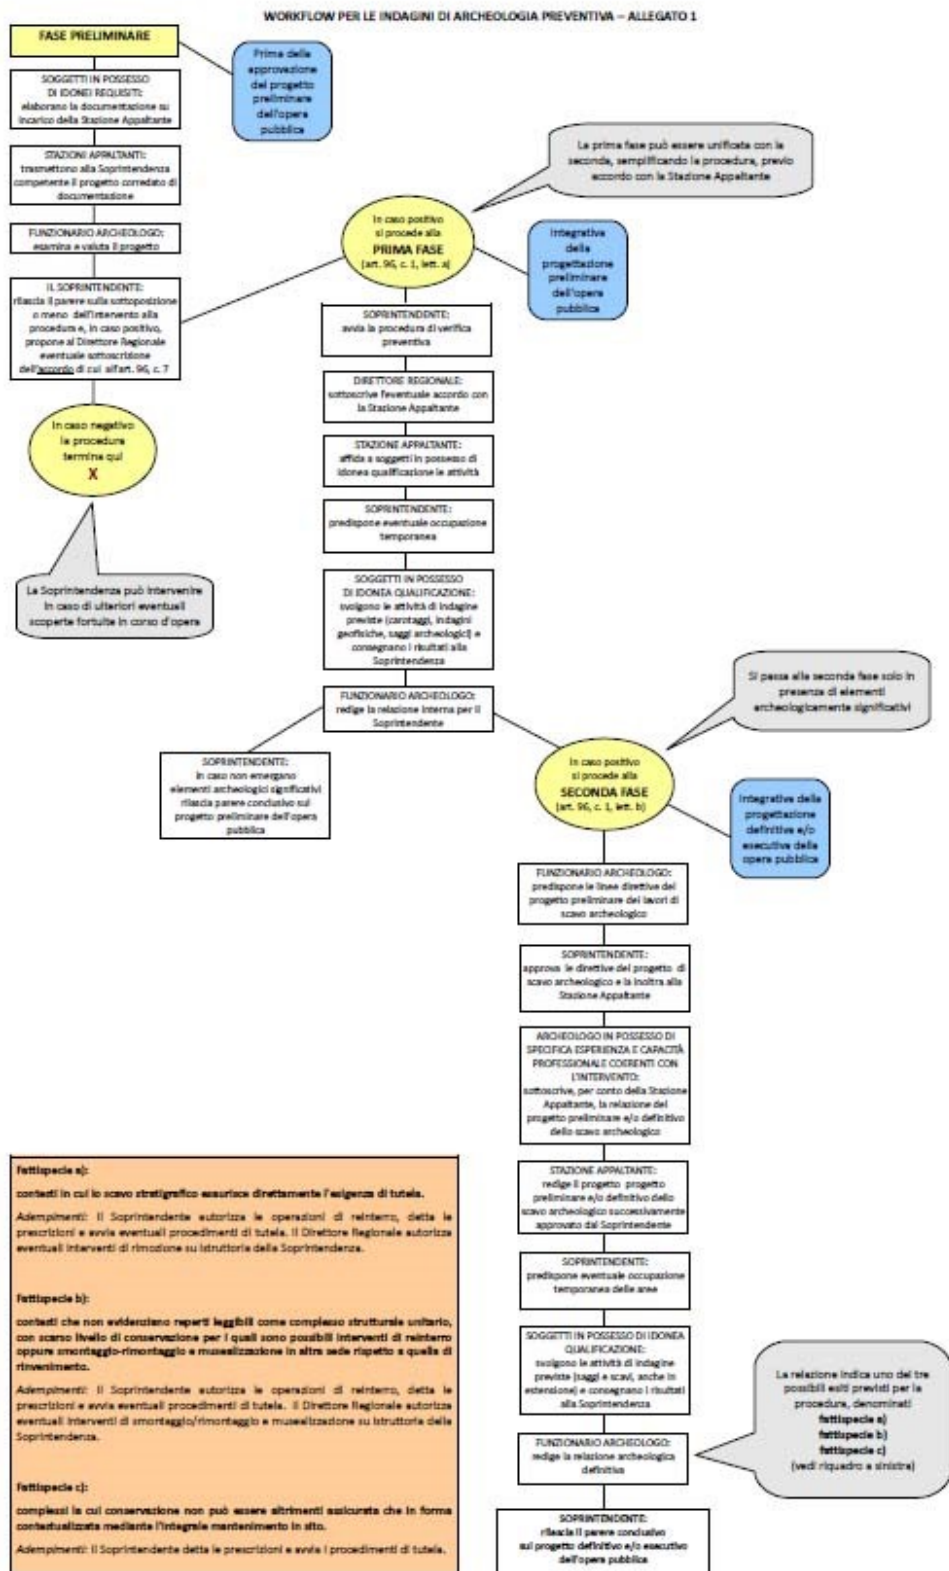 WORKFLOW PER LE INDAGINI DI ARCHEOLOGIA PREVENTIVA – ALLEGATO 1
FASE PRELIMINARE
Prima della
approvazione
del progetto
preliminare
dell'opera
pubblica
SOGGETTI IN POSSESSO
DI IDONEI REQUISITI:
elaborano la documentazione su
incarico della Stazione Appaltante
STAZIONI APPALTANTI:
trasmettono alla Soprintendenza
competente il progetto corredato di
documentazione
FUNZIONARIO ARCHEOLOGO:
esamina e valuta il progetto
IL SOPRINTENDENTE:
rilascia il parere sulla sottoposizione
o meno dell'intervento alla
procedura e, in caso positivo,
propone al Direttore Regionale
eventuale sottoscrizione
dell'accordo di cui all'art. 96, c. 7
In caso negativo
la procedura
termina qui
X
La Soprintendenza può intervenire
in caso di ulteriori eventuali
scoperte fortuite in corso d'opera
La prima fase può essere unificata con la
seconda, semplificando la procedura, previo
accordo con la Stazione Appaltante
In caso positivo
si procede alla
PRIMA FASE
(art. 96, c. 1, lett. a)
Integrativa
della
progettazione
preliminare
dell'opera
pubblica
SOPRINTENDENTE:
avvia la procedura di verifica
preventiva
DIRETTORE REGIONALE:
sottoscrive l'eventuale accordo con
la Stazione Appaltante
STAZIONE APPALTANTE:
affida a soggetti in possesso di
idonea qualificazione le attività
SOPRINTENDENTE:
predispone eventuale occupazione
temporanea
SOGGETTI IN POSSESSO
DI IDONEA QUALIFICAZIONE:
svolgono le attività di indagine
previste (carotaggi, indagini
geofisiche, saggi archeologici) e
consegnano i risultati alla
Soprintendenza
FUNZIONARIO ARCHEOLOGO:
redige la relazione interna per il
Soprintendente
SOPRINTENDENTE:
in caso non emergano
elementi archeologici significativi
rilascia parere conclusivo sul
progetto preliminare dell'opera
pubblica
Si passa alla seconda fase solo in
presenza di elementi
archeologicamente significativi
In caso positivo
si procede alla
SECONDA FASE
(art. 96, c. 1, lett. b)
Integrativa della
progettazione
definitiva e/o
esecutiva della
opera pubblica
FUNZIONARIO ARCHEOLOGO:
predispone le linee direttive del
progetto preliminare dei lavori di
scavo archeologico
SOPRINTENDENTE:
approva le direttive del progetto di
scavo archeologico e la inoltra alla
Stazione Appaltante
ARCHEOLOGO IN POSSESSO DI
SPECIFICA ESPERIENZA E CAPACITÀ
PROFESSIONALE COERENTI CON
L'INTERVENTO:
sottoscrive, per conto della Stazione
Appaltante, la relazione del
progetto preliminare e/o definitivo
dello scavo archeologico
STAZIONE APPALTANTE:
redige il progetto progetto
preliminare e/o definitivo dello
scavo archeologico successivamente
approvato dal Soprintendente
SOPRINTENDENTE:
predispone eventuale occupazione
temporanea delle aree
SOGGETTI IN POSSESSO DI IDONEA
QUALIFICAZIONE:
svolgono le attività di indagine
previste (saggi e scavi, anche in
estensione) e consegnano i risultati
alla Soprintendenza
FUNZIONARIO ARCHEOLOGO:
redige la relazione archeologica
definitiva
SOPRINTENDENTE:
rilascia il parere conclusivo
sul progetto definitivo e/o esecutivo
dell'opera pubblica
La relazione indica uno dei tre
possibili esiti previsti per la
procedura, denominati
fattispecie a)
fattispecie b)
fattispecie c)
(vedi riquadro a sinistra)
Fattispecie a):
contesti in cui lo scavo stratigrafico esaurisce direttamente l'esigenza di tutela.
Adempimenti: Il Soprintendente autorizza le operazioni di reinterro, detta le
prescrizioni e avvia eventuali procedimenti di tutela. Il Direttore Regionale autorizza
eventuali interventi di rimozione su istruttoria della Soprintendenza.
Fattispecie b):
contesti che non evidenziano reperti leggibili come complesso strutturale unitario,
con scarso livello di conservazione per i quali sono possibili interventi di reinterro
oppure smontaggio-rimontaggio e musealizzazione in altra sede rispetto a quella di
rinvenimento.
Adempimenti: Il Soprintendente autorizza le operazioni di reinterro, detta le
prescrizioni e avvia eventuali procedimenti di tutela. Il Direttore Regionale autorizza
eventuali interventi di smontaggio/rimontaggio e musealizzazione su istruttoria della
Soprintendenza.
Fattispecie c):
complessi la cui conservazione non può essere altrimenti assicurata che in forma
contestualizzata mediante l'integrale mantenimento in sito.
Adempimenti: Il Soprintendente detta le prescrizioni e avvia i procedimenti di tutela.